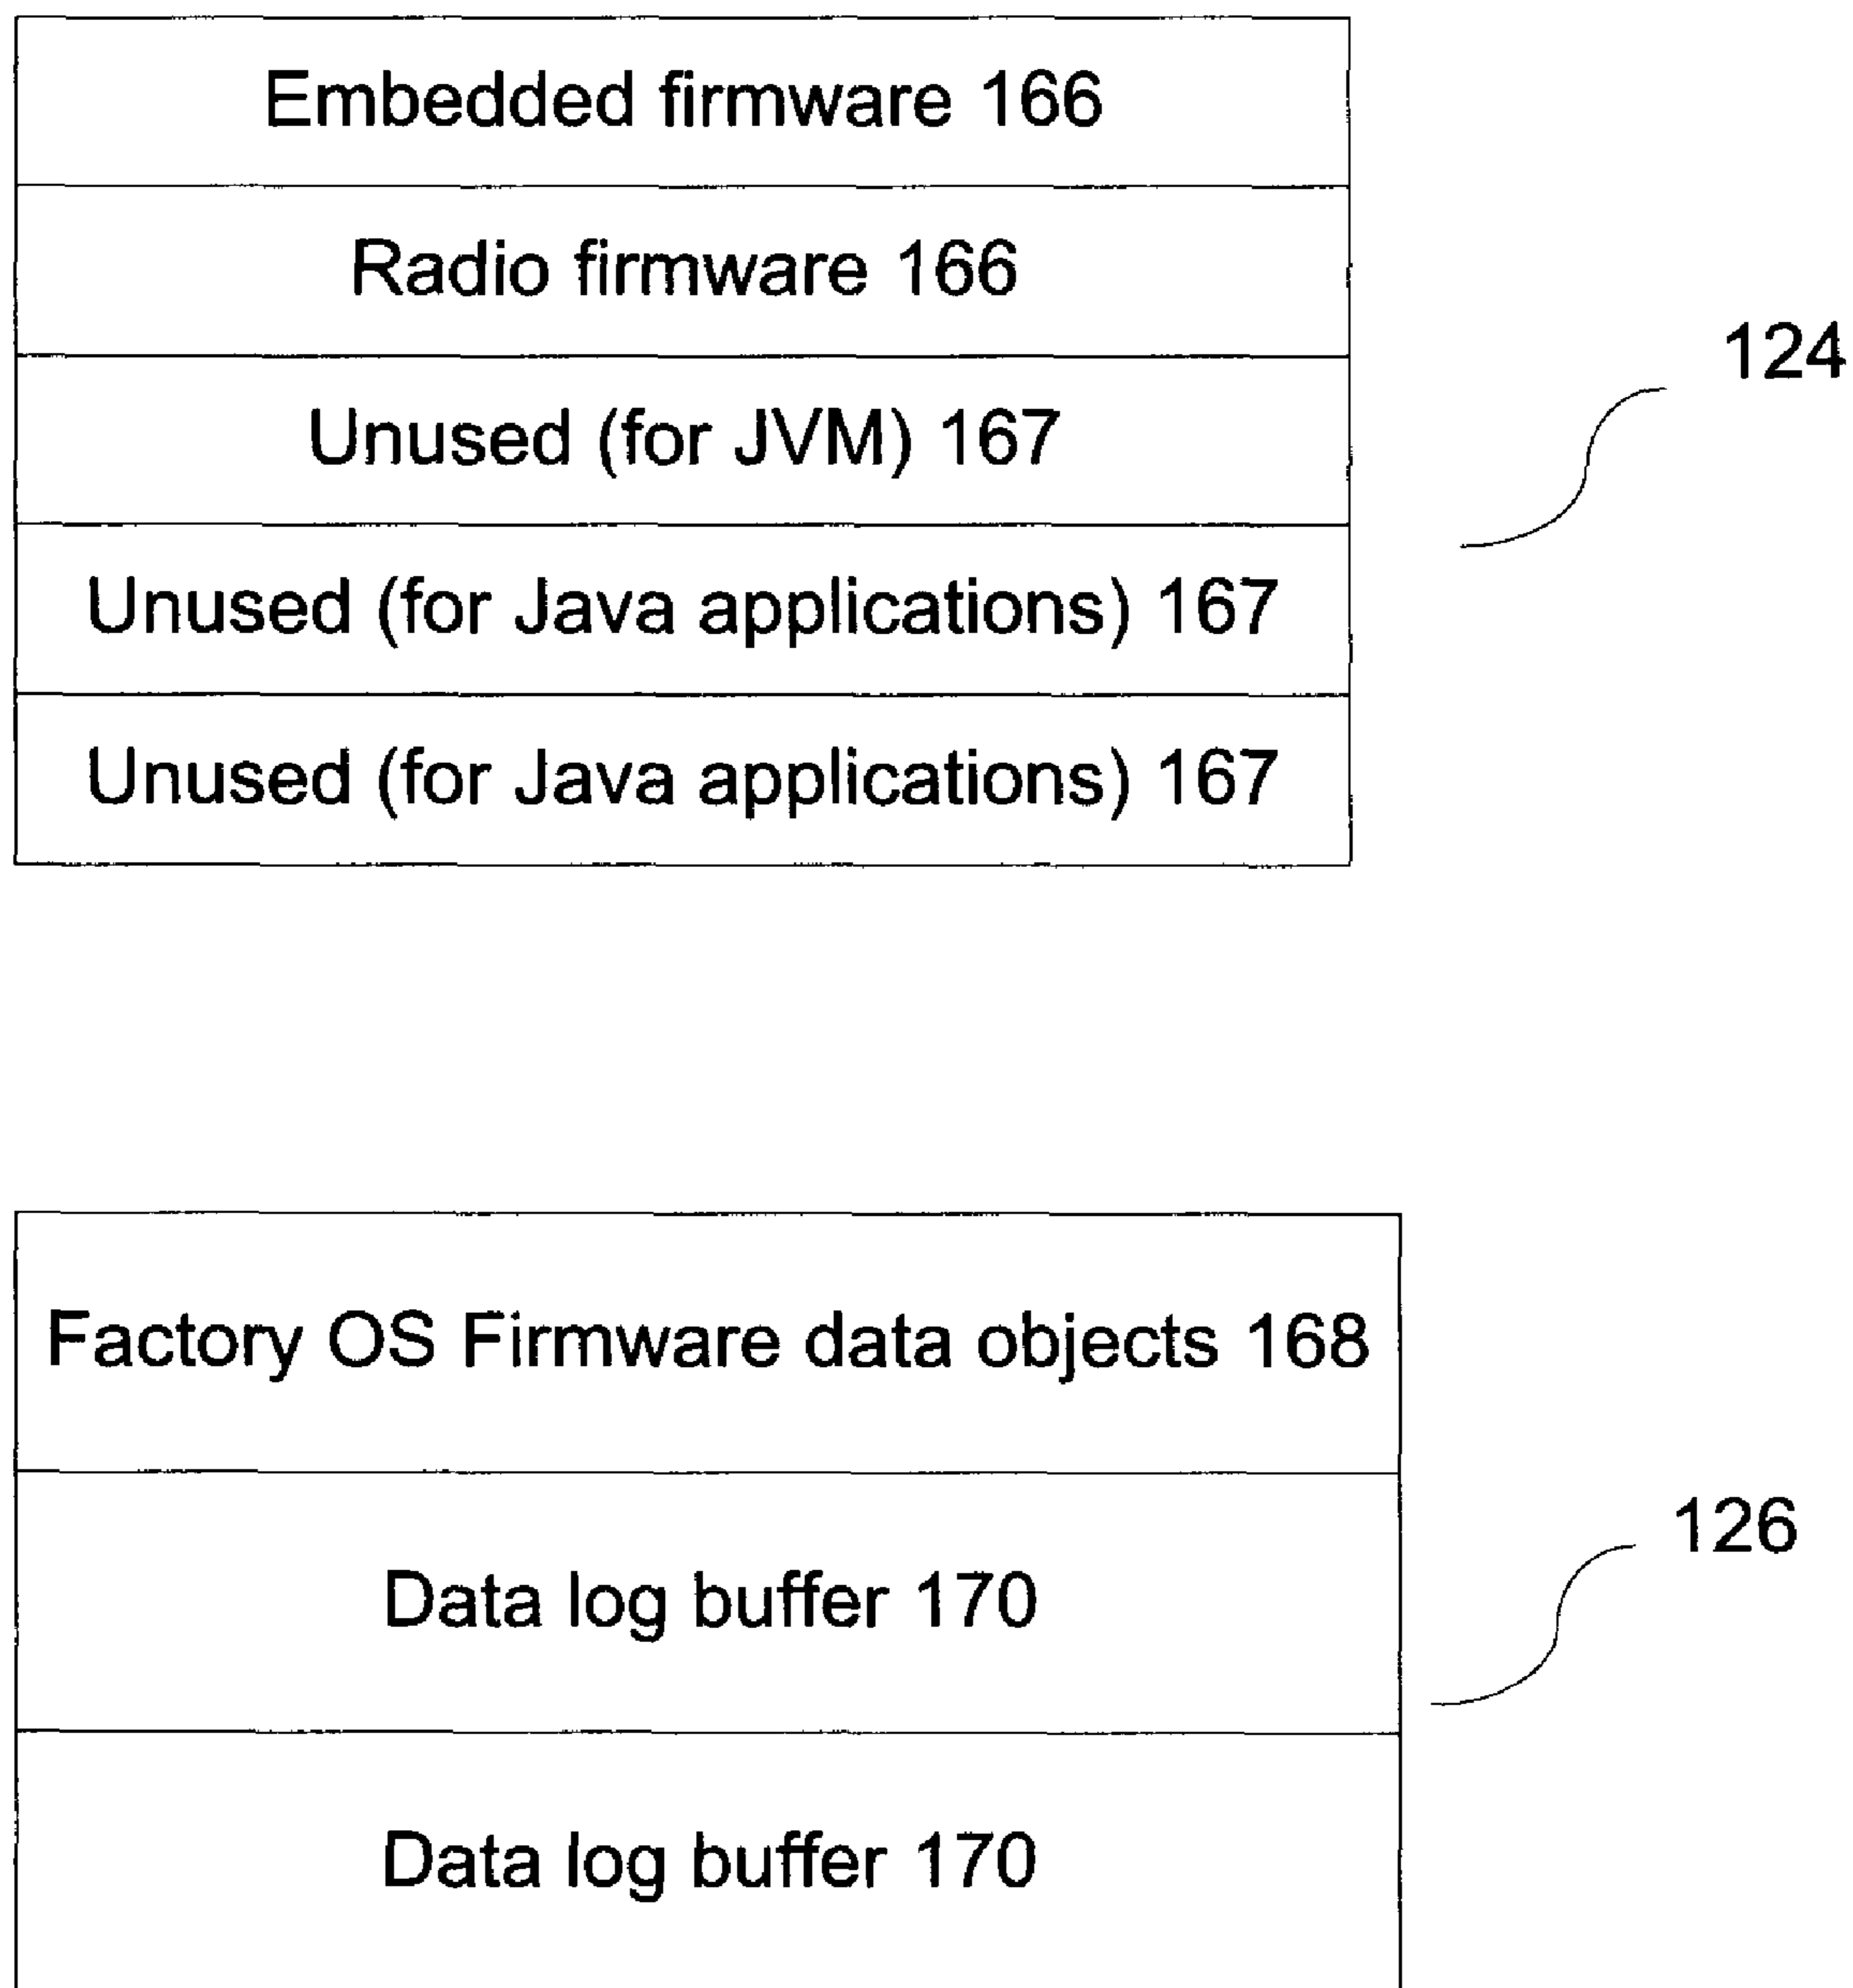 Embedded firmware 166
Radio firmware 166
Unused (for JVM) 167
Unused (for Java applications) 167
Unused (for Java applications) 167
124
Factory OS Firmware data objects 168
Data log buffer 170
Data log buffer 170
126